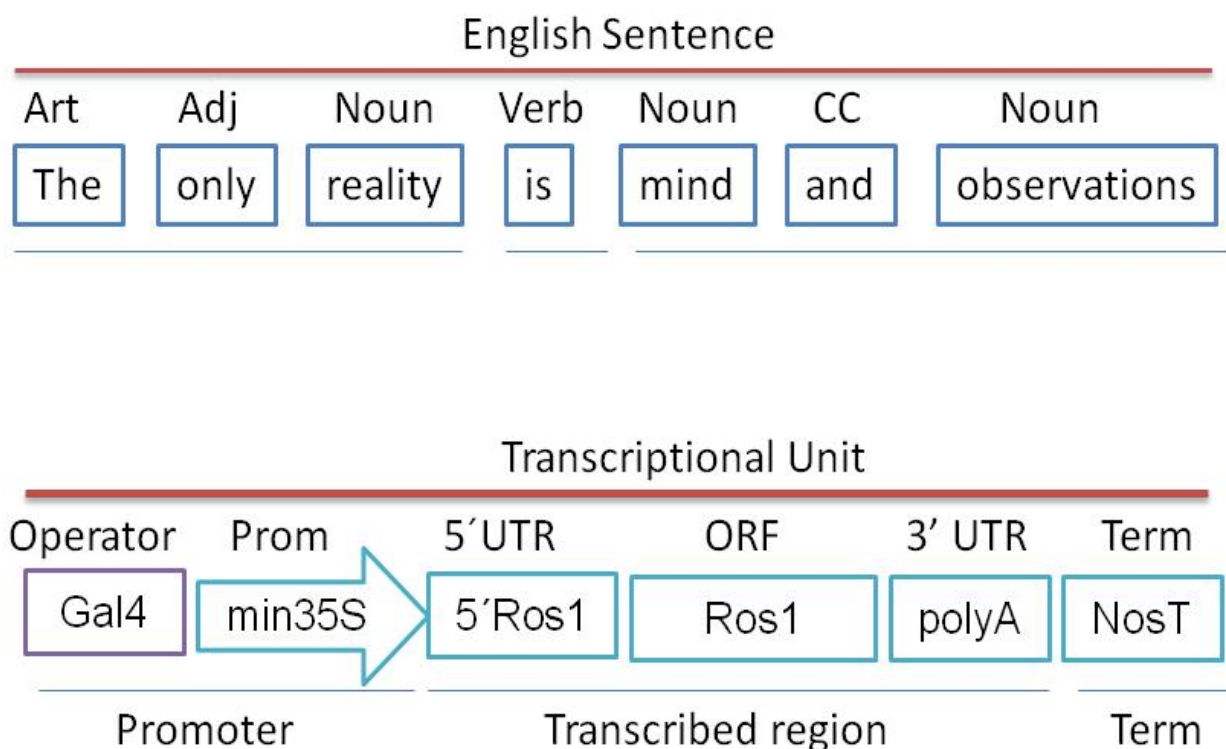 English Sentence
Art Adj Noun Verb Noun CC Noun
The only reality is mind and observations
Transcriptional Unit
Operator Prom 5´UTR ORF 3’ UTR Term
Gal4 min35S 5´Ros1 Ros1 polyA NosT
Promoter Transcribed region Term